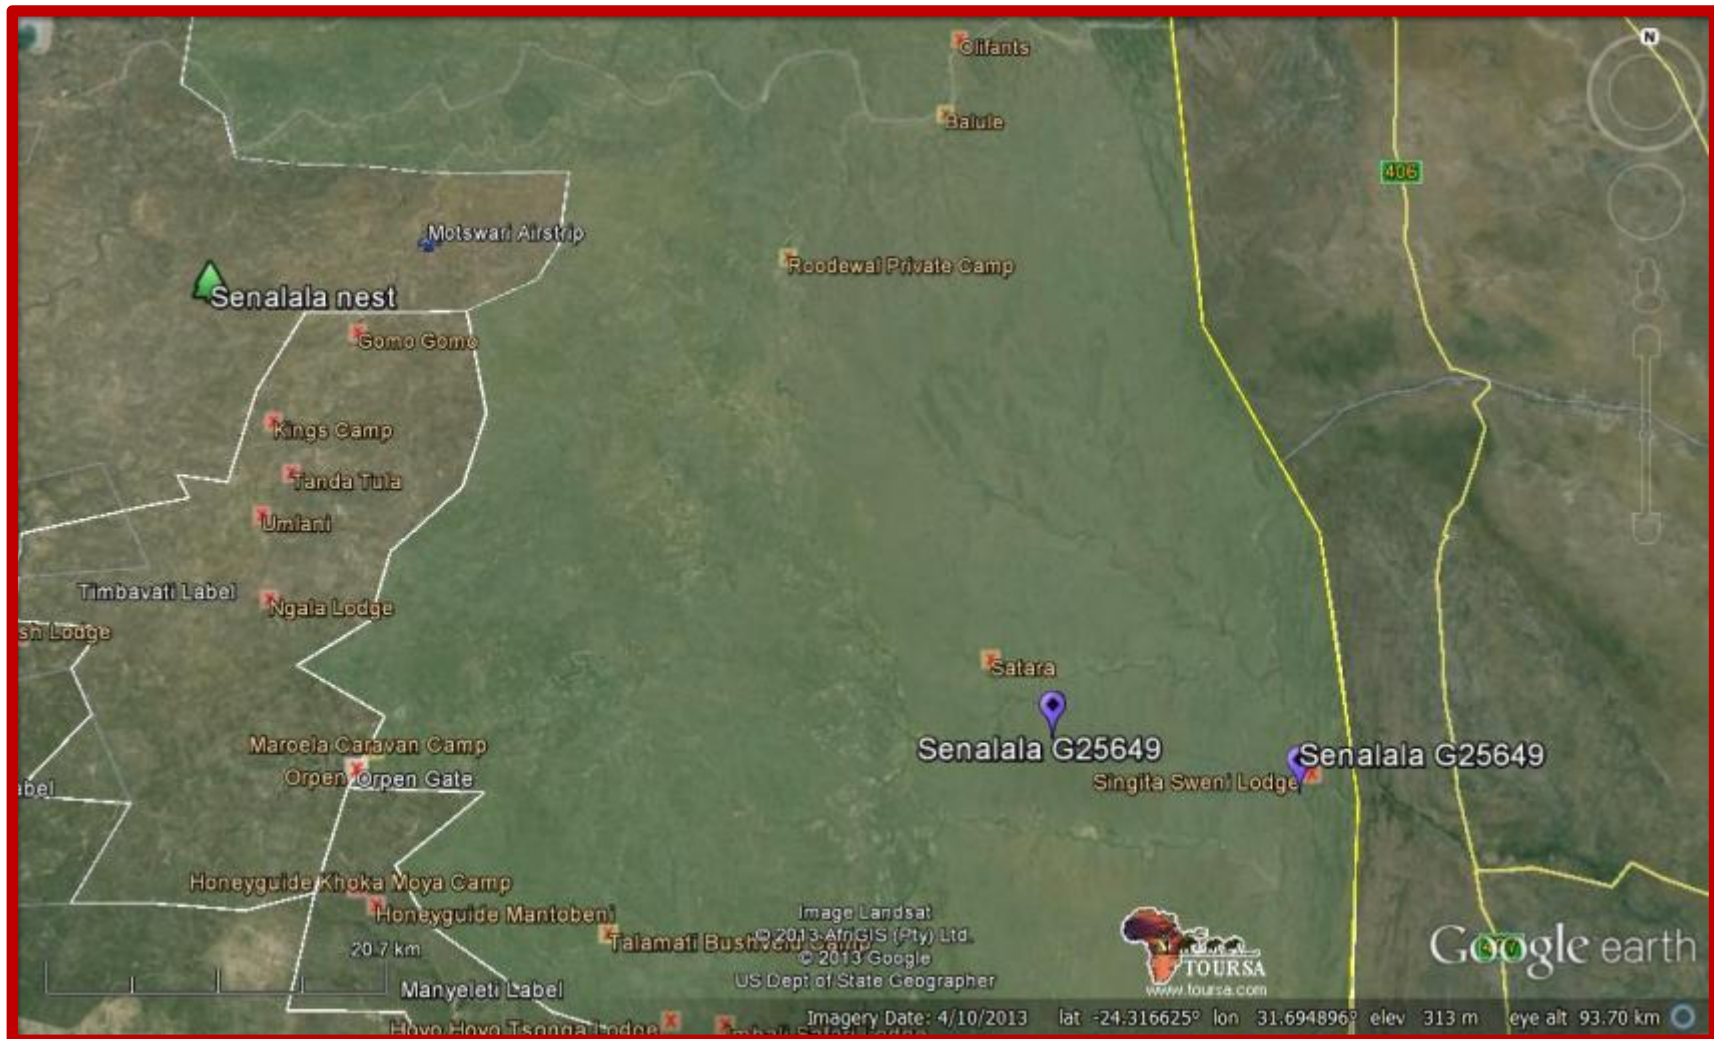 N
Olifants
Balule
406
Motswari Airstrip
Roodewal Private Camp
Senalala nest
Gomo Gomo
Kings Camp
Tanda Tula
Umlani
Timbavati Label
Ngala Lodge
sh Lodge
Satara
Senalala G25649
Senalala G25649
Maroela Caravan Camp
Orpen
Orpen Gate
Singita Sweni Lodge
abel
Honeyguide Khoka Moya Camp
Honeyguide Mantobeni
Talamati Bushveld Camp
Image Landsat
© 2013 AfriGIS (Pty) Ltd.
© 2013 Google
US Dept of State Geographer
20.7 km
Manyeleti Label
TOURSA
www.toursa.com
Google earth
Hoyo Hoyo Tsonga Lodge
Imagery Date: 4/10/2013 lat -24.316625° lon 31.694896° elev 313 m eye alt 93.70 km